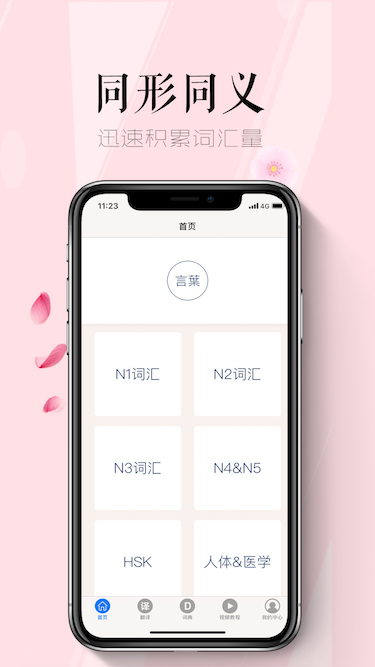 同形同义
迅速积累词汇量
11:23
4G
首页
言葉
N1词汇
N2词汇
N3词汇
N4&N5
HSK
人体&医学
译
D
首页
翻译
词典
视频教程
我的中心